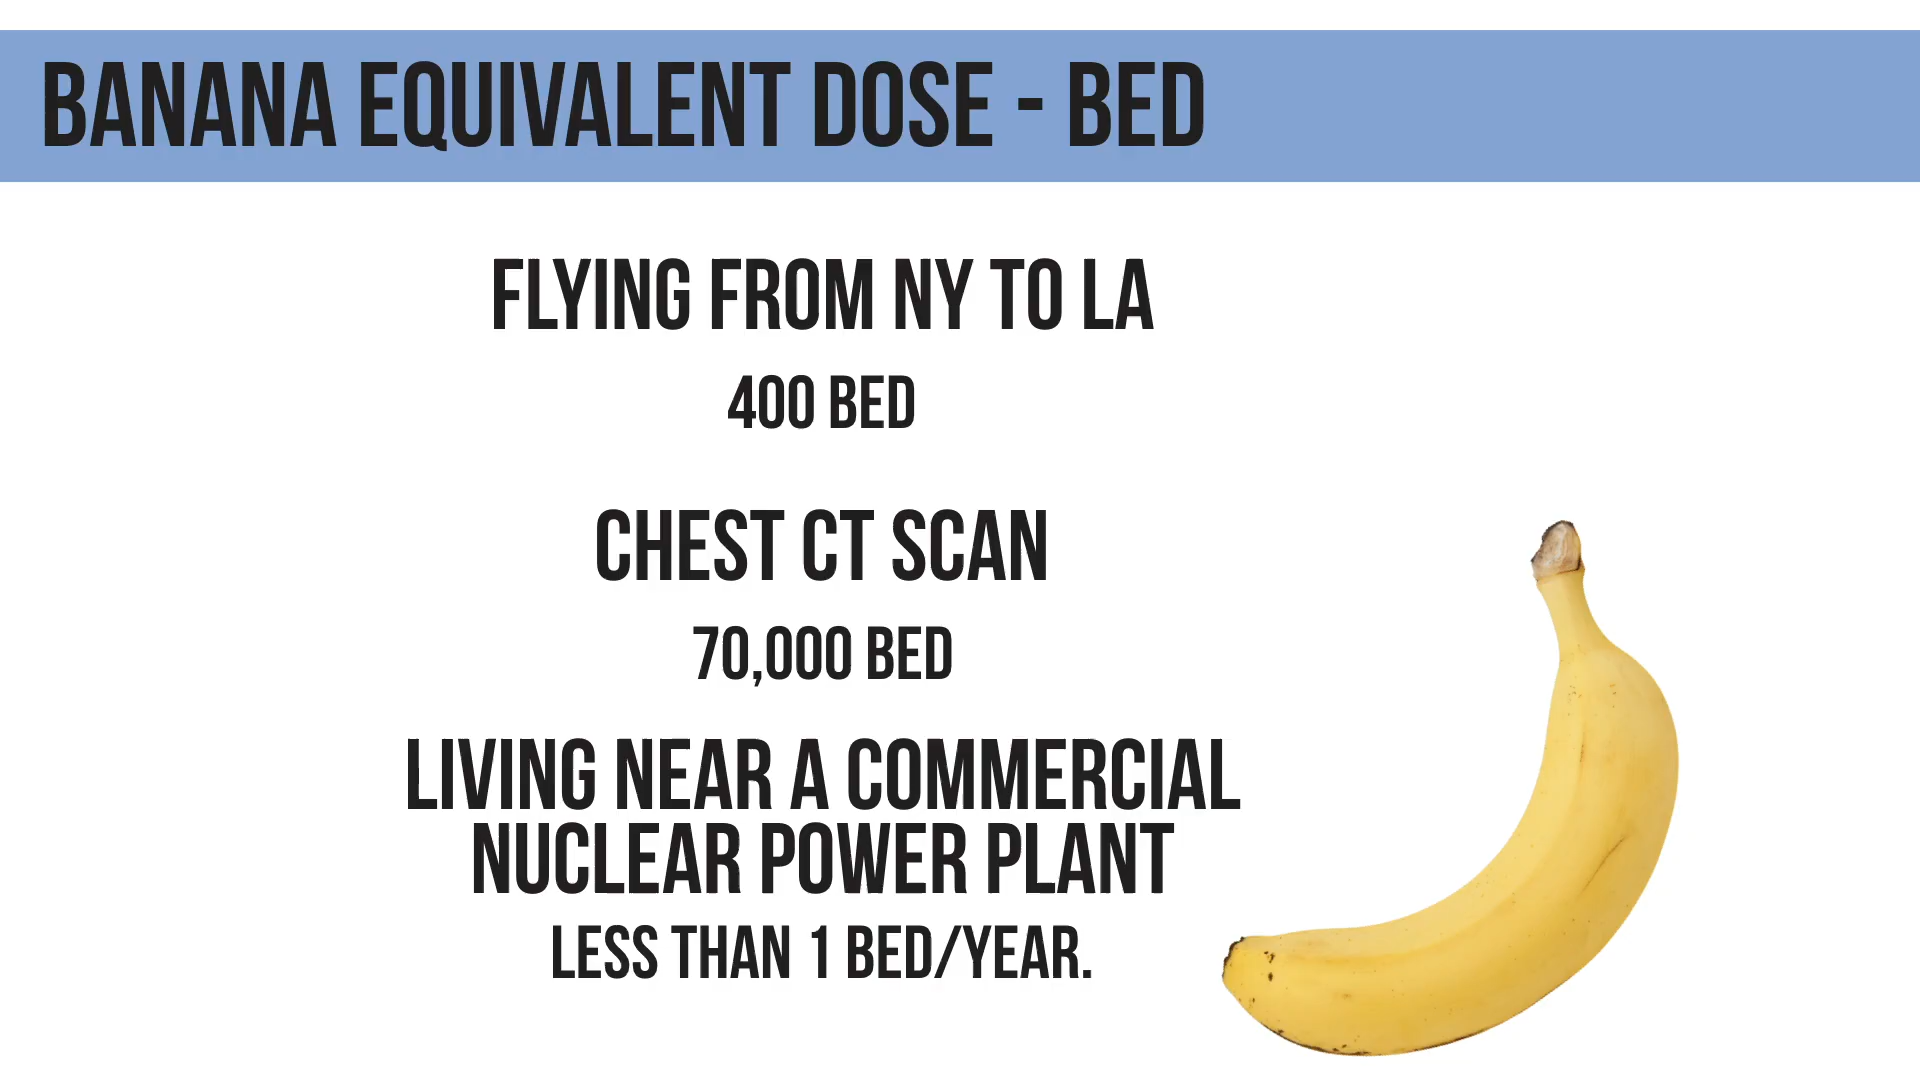 BANANA EQUIVALENT DOSE - BED
FLYING FROM NY TO LA
400 BED
CHEST CT SCAN
70,000 BED
LIVING NEAR A COMMERCIAL
NUCLEAR POWER PLANT
LESS THAN 1 BED/YEAR.